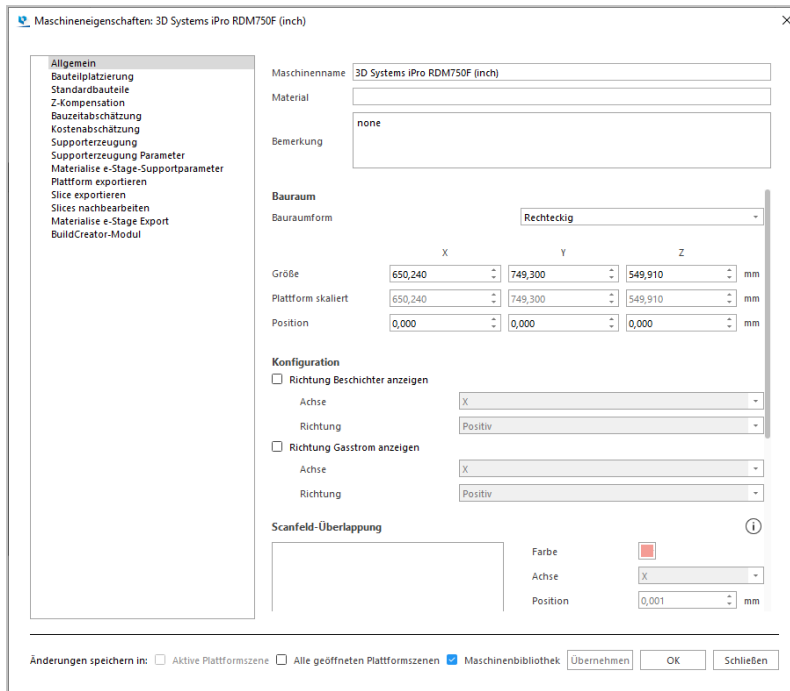 Maschineneigenschaften: 3D Systems iPro RDM750F (inch)
Allgemein
Bauteilplatzierung
Standardbauteile
Z-Kompensation
Bauzeitabschätzung
Kostenabschätzung
Supporterzeugung
Supporterzeugung Parameter
Materialise e-Stage-Supportparameter
Plattform exportieren
Slice exportieren
Slices nachbearbeiten
Materialise e-Stage Export
BuildCreator-Modul
Maschinenname 3D Systems iPro RDM750F (inch)
Material
Bemerkung none
Bauraum
Bauraumform Rechteckig
X Y Z
Größe 650,240 749,300 549,910 mm
Plattform skaliert 650,240 749,300 549,910 mm
Position 0,000 0,000 0,000 mm
Konfiguration
Richtung Beschichter anzeigen
Achse X
Richtung Positiv
Richtung Gasstrom anzeigen
Achse X
Richtung Positiv
Scanfeld-Überlappung
Farbe
Achse X
Position 0,001 mm
Änderungen speichern in: Aktive Plattformszene Alle geöffneten Plattformszenen Maschinenbibliothek Übernehmen OK Schließen